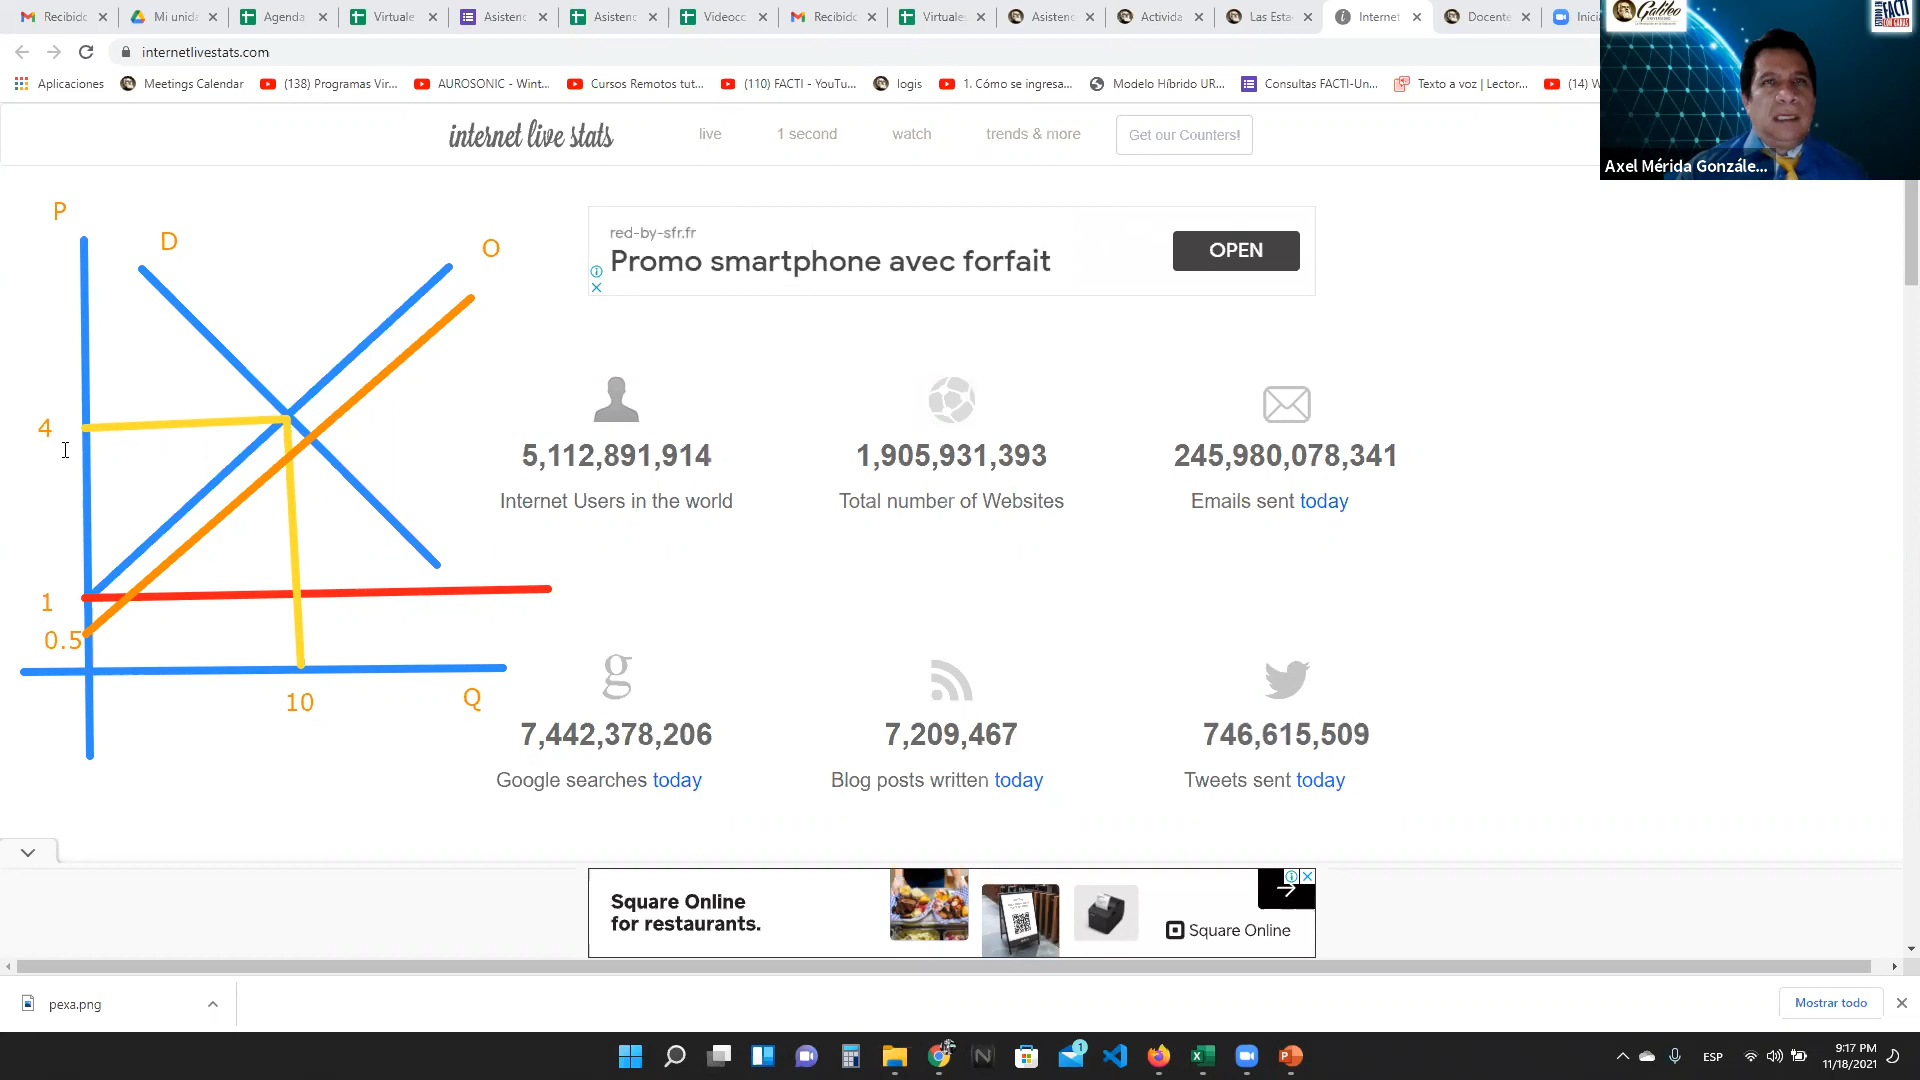 Recibido
Mi unida
Agenda
Virtuale
Asistenc
Asistenc
Videocc
Recibido
Virtuale
Asistenc
Activida
Las Esta
Internet
Docente
Inicia
internetlivestats.com
Aplicaciones
Meetings Calendar
(138) Programas Vir...
AUROSONIC - Wint...
Cursos Remotos tut...
(110) FACTI - YouTu...
logis
1. Cómo se ingresa...
Modelo Híbrido UR...
Consultas FACTI-Un...
Texto a voz | Lector...
(14) W
Galileo
UNIVERSIDAD
FACTI
Axel Mérida Gonzále...
internet live stats
live
1 second
watch
trends & more
Get our Counters!
P
D
O
4
1
0.5
10
Q
red-by-sfr.fr
Promo smartphone avec forfait
OPEN
5,112,891,914
1,905,931,393
245,980,078,341
Internet Users in the world
Total number of Websites
Emails sent today
7,442,378,206
7,209,467
746,615,509
Google searches today
Blog posts written today
Tweets sent today
Square Online
for restaurants.
Square Online
pexa.png
Mostrar todo
1
ESP
9:17 PM
11/18/2021